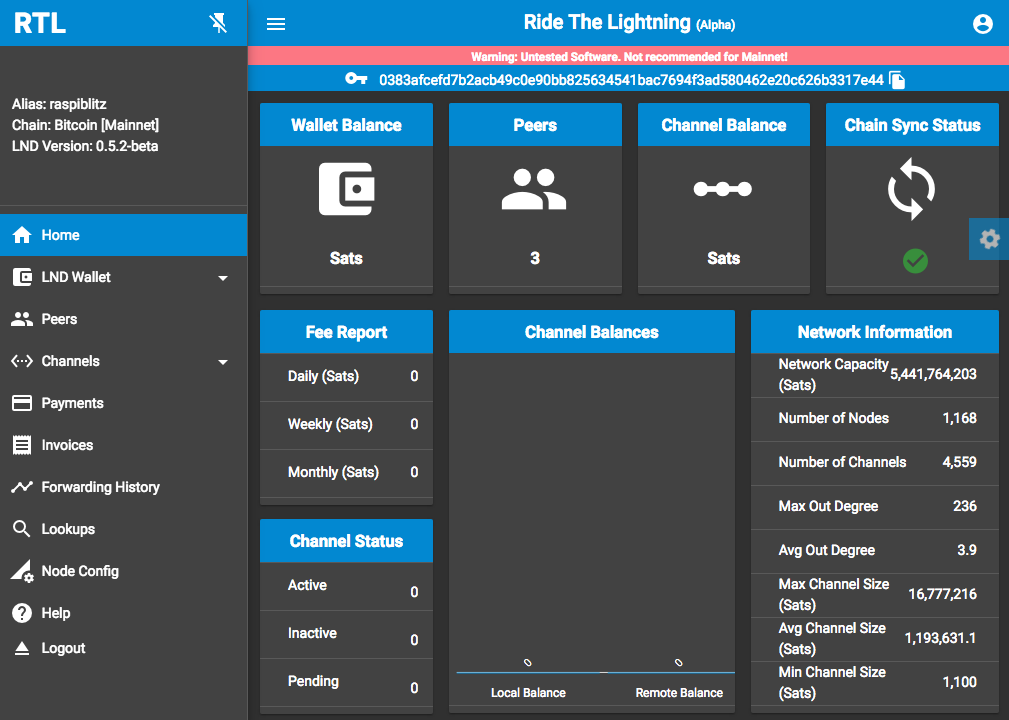 RTL
Ride The Lightning (Alpha)
Warning: Untested Software. Not recommended for Mainnet!
0383afcefd7b2acb49c0e90bb825634541bac7694f3ad580462e20c626b3317e44
Alias: raspiblitz
Chain: Bitcoin [Mainnet]
LND Version: 0.5.2-beta
Home
LND Wallet
Peers
Channels
Payments
Invoices
Forwarding History
Lookups
Node Config
Help
Logout
Wallet Balance
Sats
Peers
3
Channel Balance
Sats
Chain Sync Status
Fee Report
Daily (Sats) 0
Weekly (Sats) 0
Monthly (Sats) 0
Channel Status
Active 0
Inactive 0
Pending 0
Channel Balances
0 0
Local Balance Remote Balance
Network Information
Network Capacity
(Sats) 5,441,764,203
Number of Nodes 1,168
Number of Channels 4,559
Max Out Degree 236
Avg Out Degree 3.9
Max Channel Size
(Sats) 16,777,216
Avg Channel Size
(Sats) 1,193,631.1
Min Channel Size
(Sats) 1,100